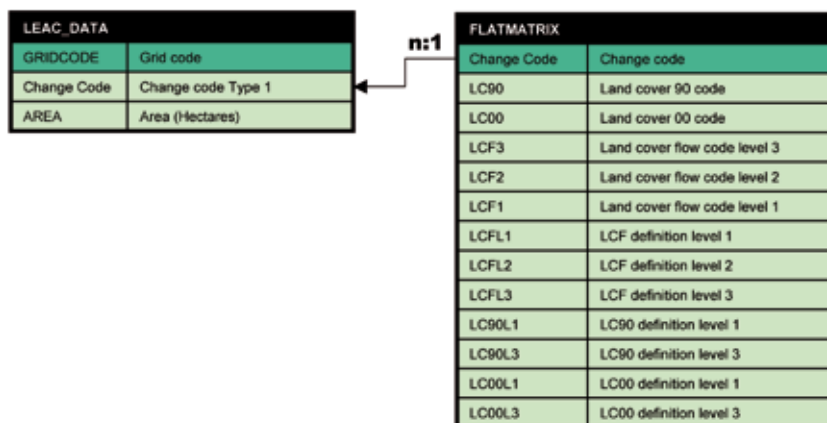 LEAC_DATA
GRIDCODE Grid code
Change Code Change code Type 1
AREA Area (Hectares)
n:1
FLATMATRIX
Change Code Change code
LC90 Land cover 90 code
LC00 Land cover 00 code
LCF3 Land cover flow code level 3
LCF2 Land cover flow code level 2
LCF1 Land cover flow code level 1
LCFL1 LCF definition level 1
LCFL2 LCF definition level 2
LCFL3 LCF definition level 3
LC90L1 LC90 definition level 1
LC90L3 LC90 definition level 3
LC00L1 LC00 definition level 1
LC00L3 LC00 definition level 3